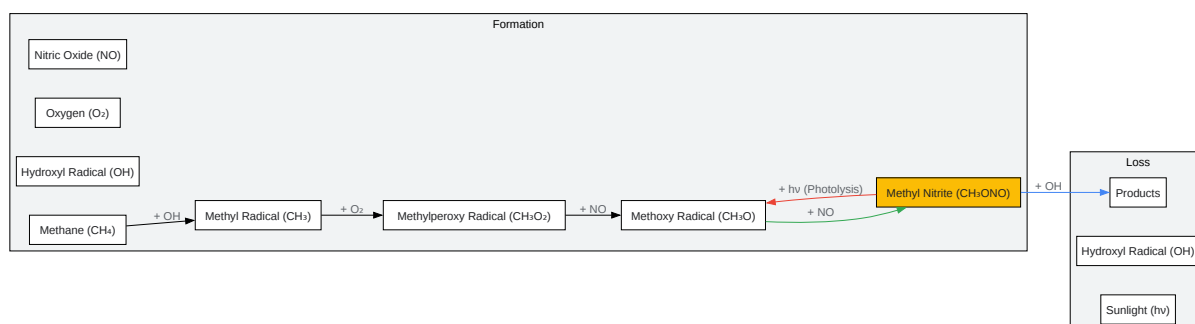 Formation
Nitric Oxide (NO)
Oxygen (O₂)
Hydroxyl Radical (OH)
Methane (CH₄)
+ OH
Methyl Radical (CH₃)
+ O₂
Methylperoxy Radical (CH₃O₂)
+ NO
Methoxy Radical (CH₃O)
+ hν (Photolysis)
+ NO
Methyl Nitrite (CH₃ONO)
+ OH
Loss
Products
Hydroxyl Radical (OH)
Sunlight (hν)